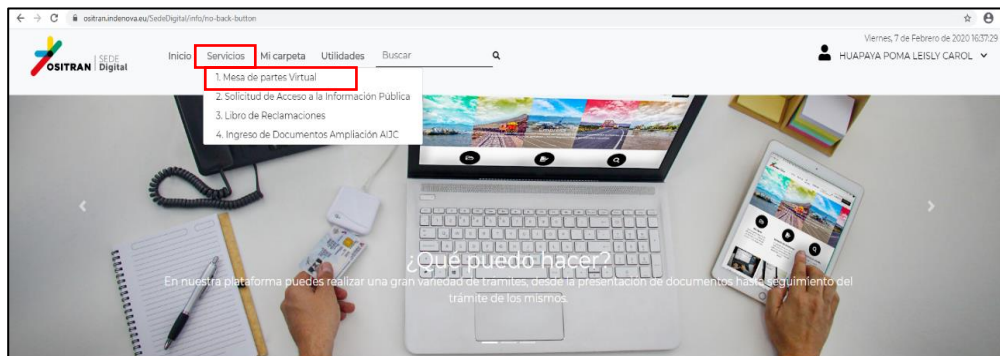 ositran.indenova.eu/SedeDigital/info/no-back-button
Viernes, 7 de Febrero de 2020 16:37:29
OSITRAN SEDE Digital
Inicio Servicios Mi carpeta Utilidades Buscar
HUAPAYA POMA LEISLY CAROL
1. Mesa de partes Virtual
2. Solicitud de Acceso a la Información Pública
3. Libro de Reclamaciones
4. Ingreso de Documentos Ampliación AIJC
¿Qué puedo hacer?
En nuestra plataforma puedes realizar una gran variedad de trámites, desde la presentación de documentos hasta seguimiento del
trámite de los mismos.